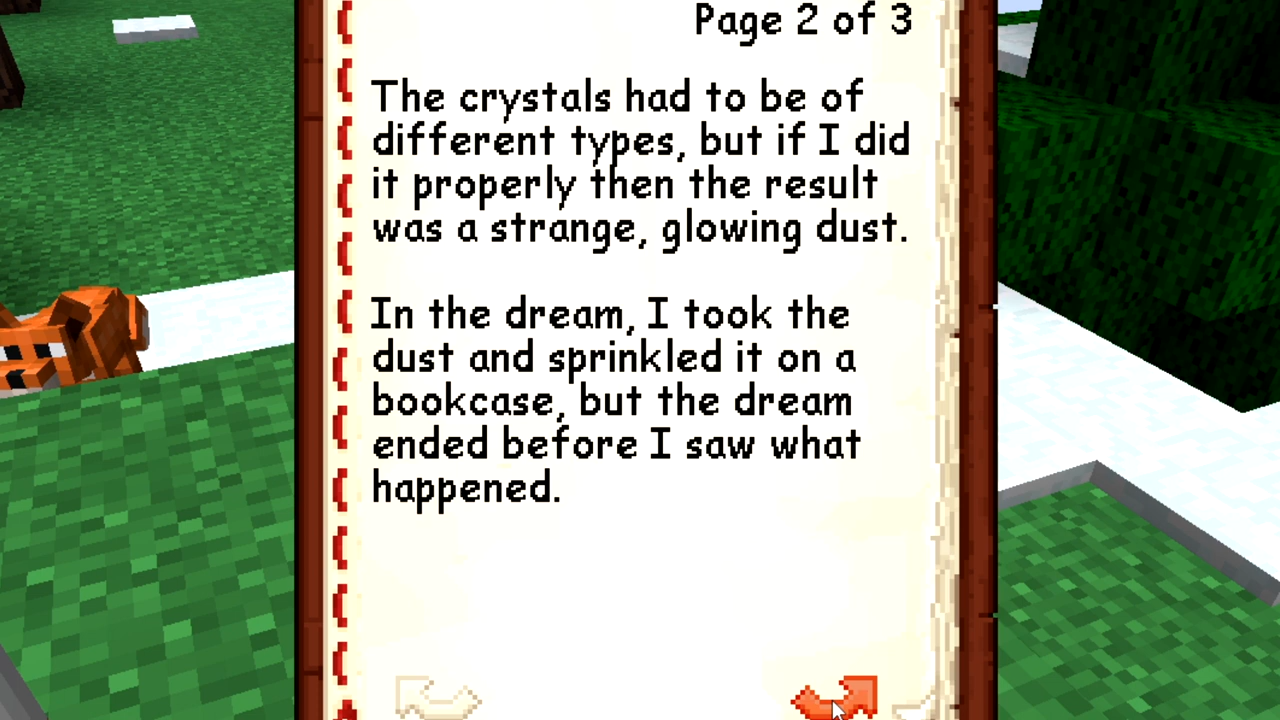 Page 2 of 3
The crystals had to be of
different types, but if I did
it properly then the result
was a strange, glowing dust.
In the dream, I took the
dust and sprinkled it on a
bookcase, but the dream
ended before I saw what
happened.